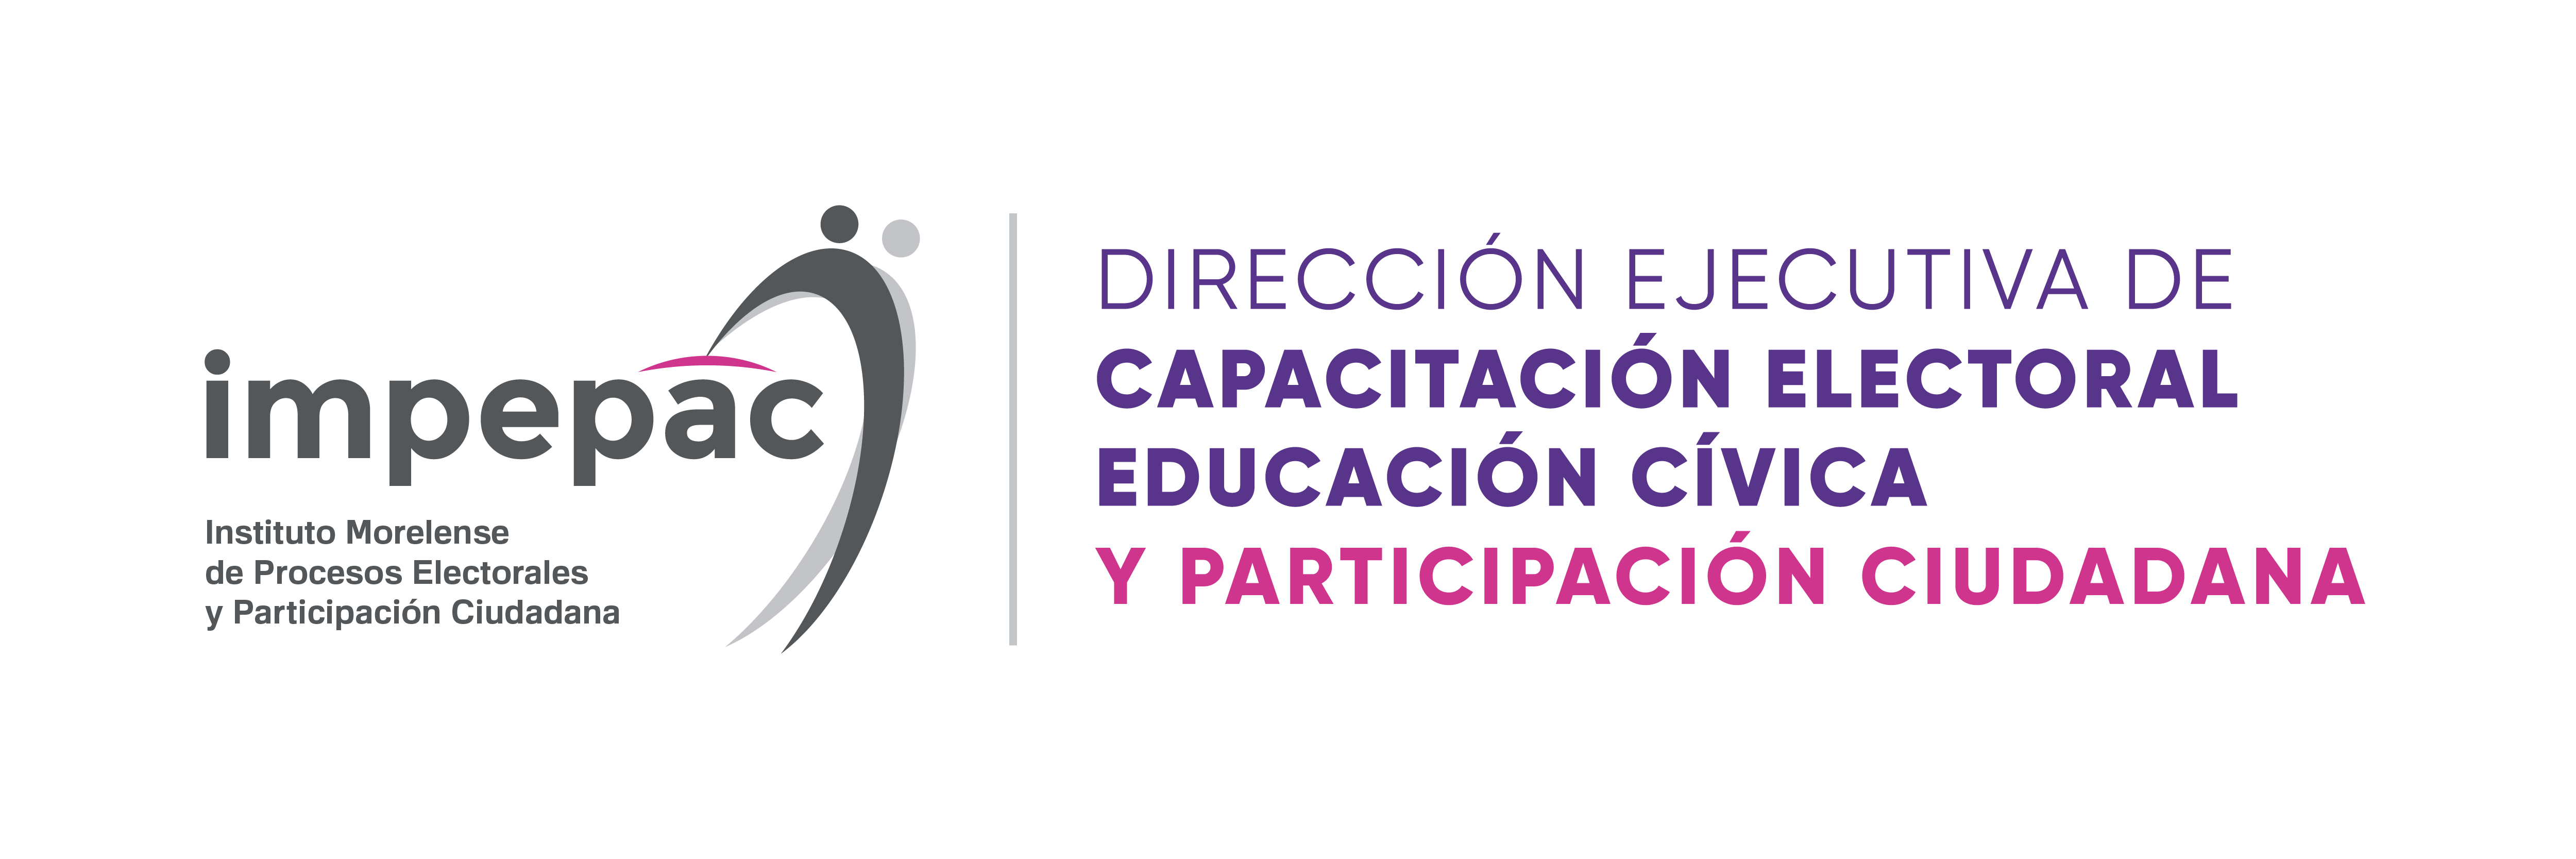 impepac
Instituto Morelense
de Procesos Electorales
y Participación Ciudadana
DIRECCIÓN EJECUTIVA DE
CAPACITACIÓN ELECTORAL
EDUCACIÓN CÍVICA
Y PARTICIPACIÓN CIUDADANA